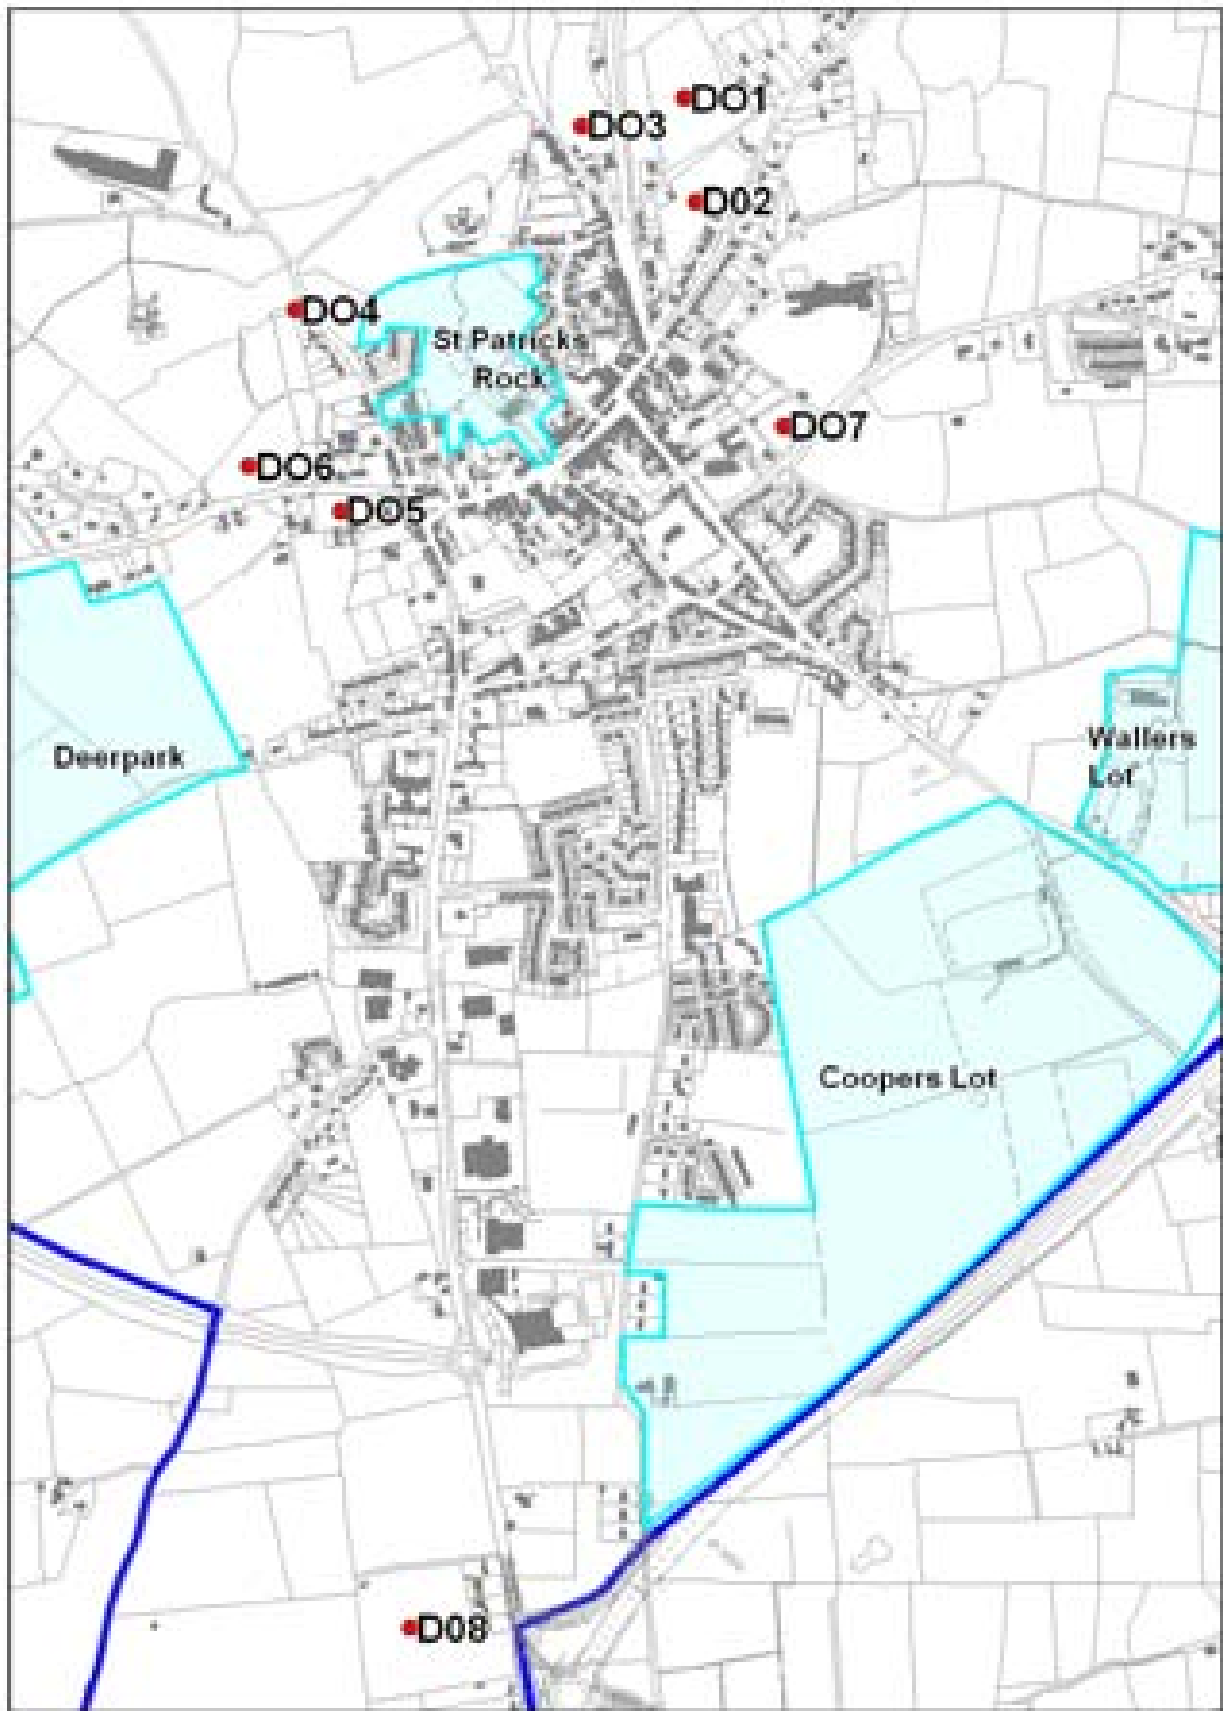 DO1
DO3
D02
DO4
St Patricks
Rock
DO7
DO6
DO5
Wallers
Lot
Deerpark
Coopers Lot
D08